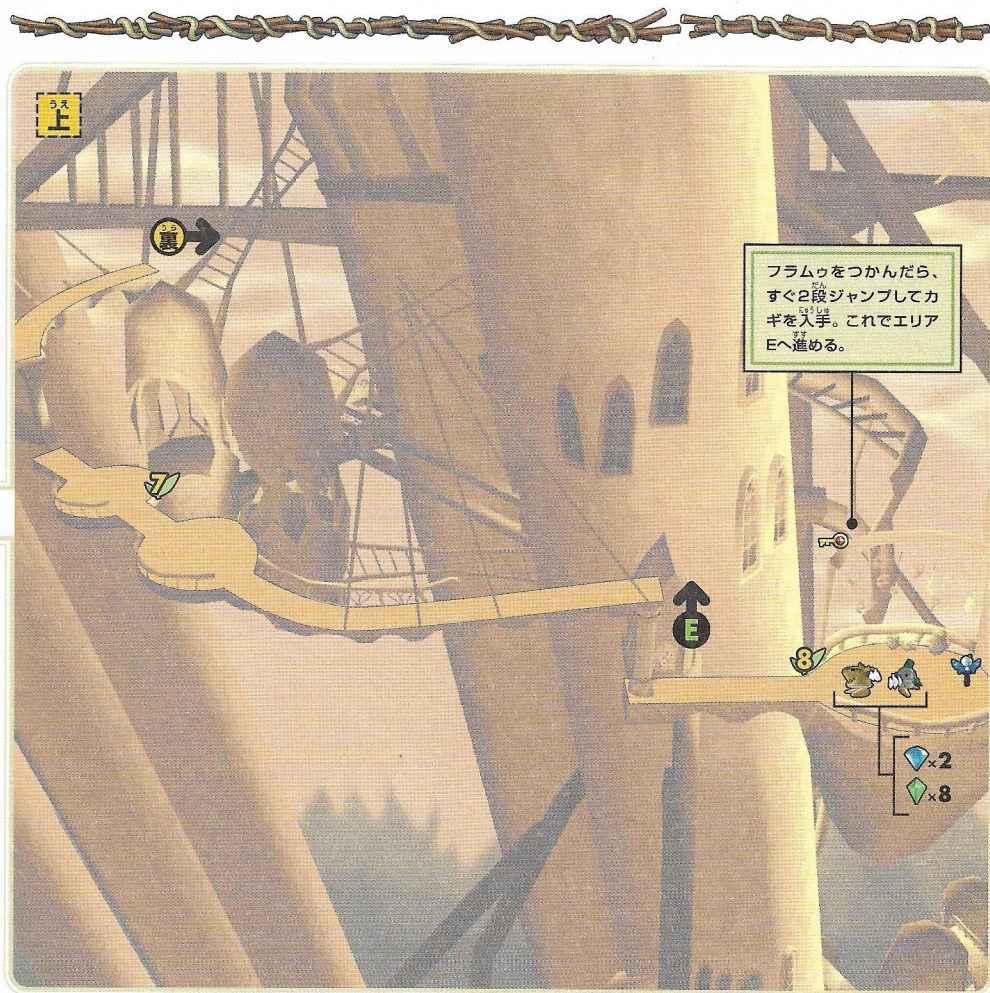 上
裏
フラムゥをつかんだら、
すぐ2段ジャンプしてカ
ギを入手。これでエリア
Eへ進める。
7
E
8
×2
×8